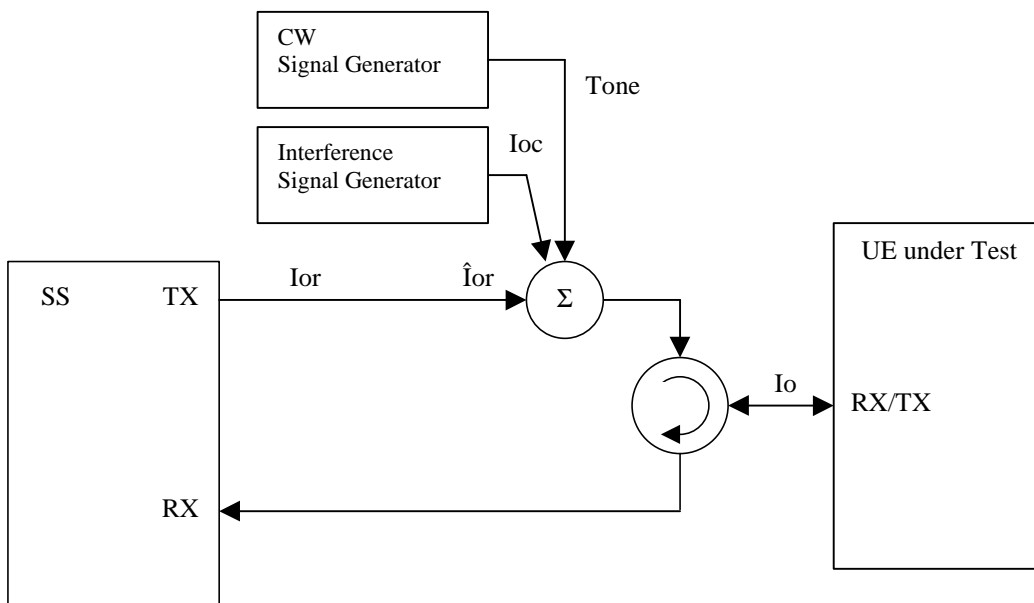 CW
Signal Generator
Tone
Interference
Signal Generator
Ioc
UE under Test
SS
TX
Ior
Îor
Σ
Io
RX/TX
RX